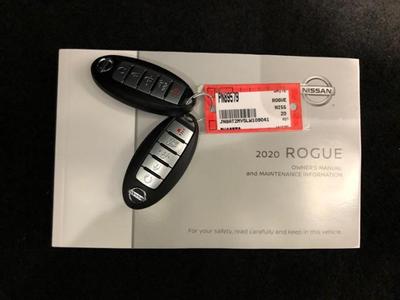 PN89579
ROGUE
NISS
20
NISSAN
2020 ROGUE
OWNER'S MANUAL
and MAINTENANCE INFORMATION
For your safety, read carefully and keep in this vehicle.